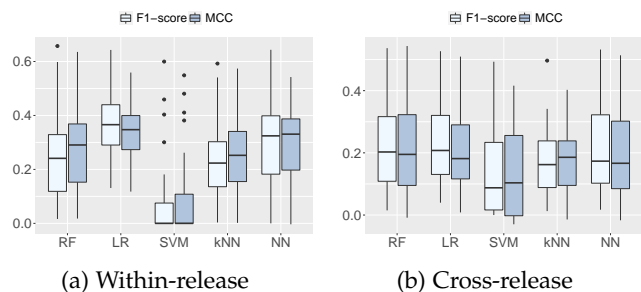 F1−score MCC
0.6
0.4
0.2
0.0
RF LR SVM kNN NN
(a) Within-release
F1−score MCC
0.4
0.2
0.0
RF LR SVM kNN NN
(b) Cross-release